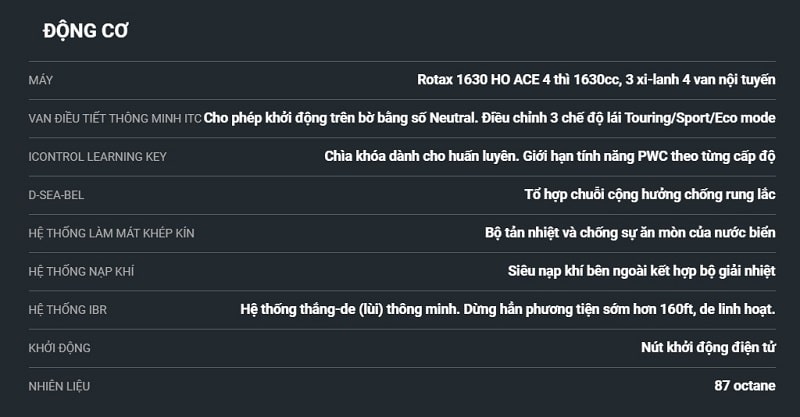 ĐỘNG CƠ
MÁY Rotax 1630 HO ACE 4 thì 1630cc, 3 xi-lanh 4 van nội tuyến
VAN ĐIỀU TIẾT THÔNG MINH ITC Cho phép khởi động trên bờ bằng số Neutral. Điều chỉnh 3 chế độ lái Touring/Sport/Eco mode
ICONTROL LEARNING KEY Chìa khóa dành cho huấn luyên. Giới hạn tính năng PWC theo từng cấp độ
D-SEA-BEL Tổ hợp chuỗi cộng hưởng chống rung lắc
HỆ THỐNG LÀM MÁT KHÉP KÍN Bộ tản nhiệt và chống sự ăn mòn của nước biển
HỆ THỐNG NẠP KHÍ Siêu nạp khí bên ngoài kết hợp bộ giải nhiệt
HỆ THỐNG IBR Hệ thống thắng-de (lùi) thông minh. Dừng hẳn phương tiện sớm hơn 160ft, de linh hoạt.
KHỞI ĐỘNG Nút khởi động điện tử
NHIÊN LIỆU 87 octane